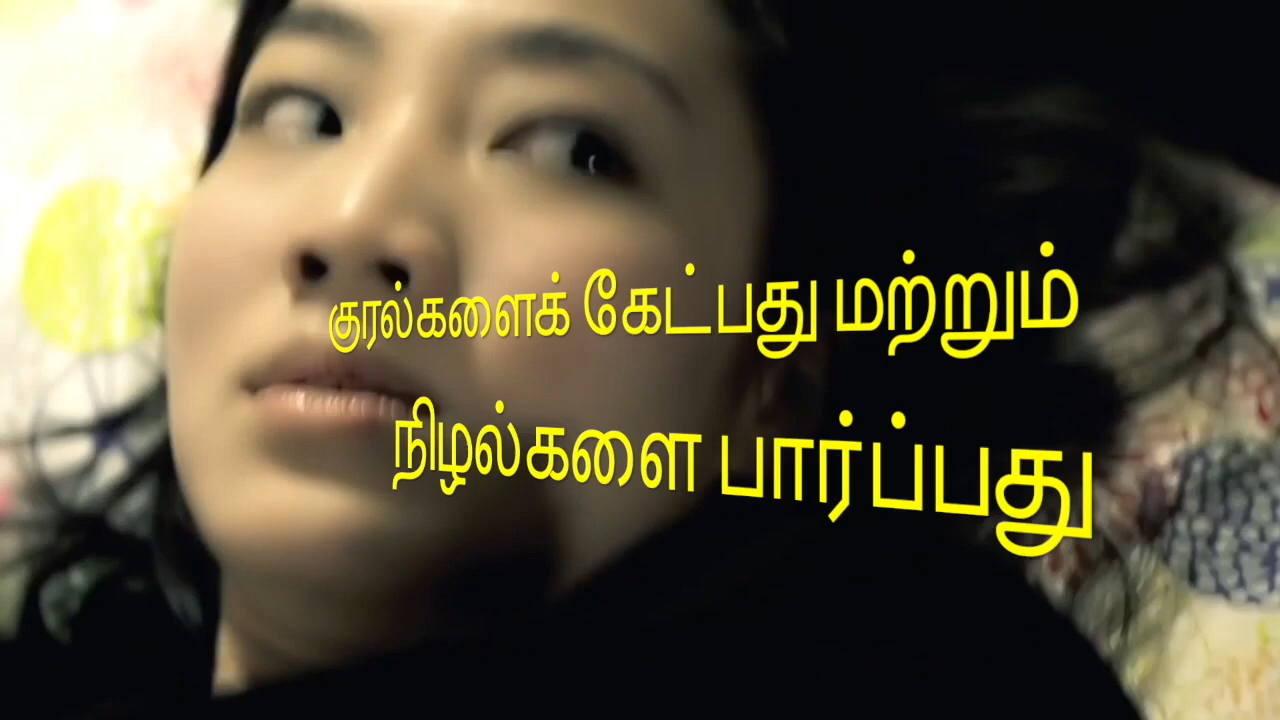 குரல்களைக் கேட்பது மற்றும்
நிழல்களை பார்ப்பது